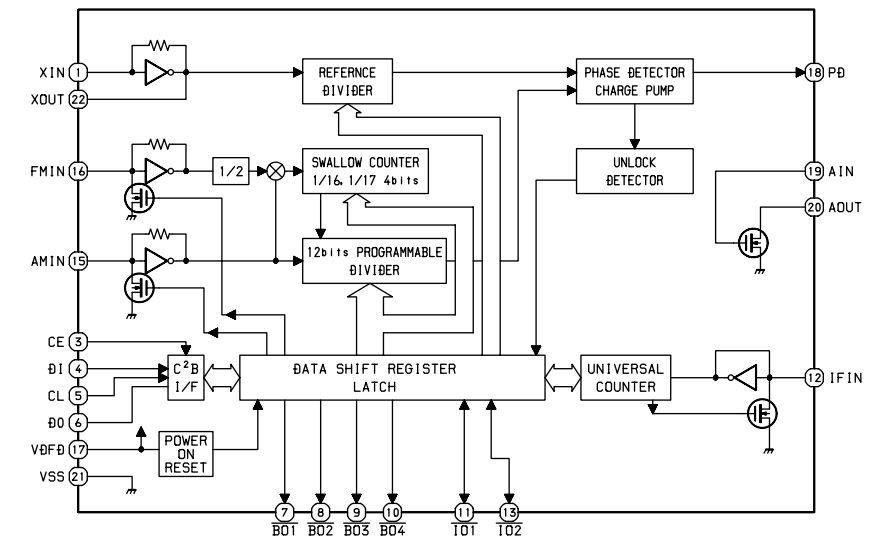 XIN 1
REFERNCE
DIVIDER
PHASE DETECTOR
CHARGE PUMP
18 PD
XOUT 22
FMIN 16
1/2
SWALLOW COUNTER
1/16, 1/17 4bits
UNLOCK
DETECTOR
19 AIN
20 AOUT
AMIN 15
12bits PROGRAMMABLE
DIVIDER
CE 3
DI 4
C²B
I/F
DATA SHIFT REGISTER
LATCH
UNIVERSAL
COUNTER
12 IFIN
CL 5
DO 6
VDFD 17
POWER
ON
RESET
VSS 21
7 8 9 10 11 13
BO1 BO2 BO3 BO4 IO1 IO2